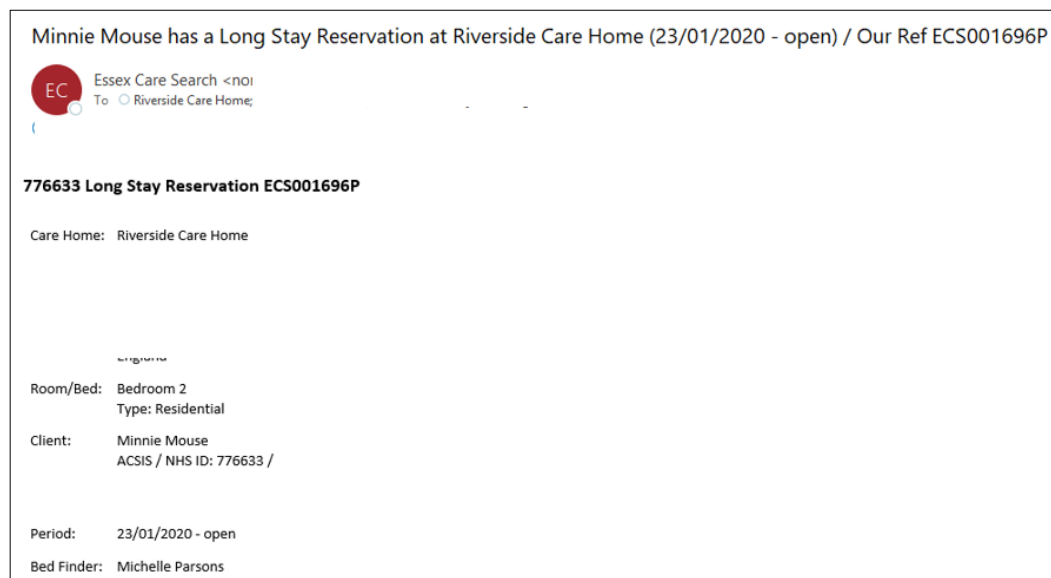 Minnie Mouse has a Long Stay Reservation at Riverside Care Home (23/01/2020 - open) / Our Ref ECS001696P
EC
Essex Care Search
To Riverside Care Home;
776633 Long Stay Reservation ECS001696P
Care Home: Riverside Care Home
Room/Bed: Bedroom 2
Type: Residential
Client: Minnie Mouse
ACSIS / NHS ID: 776633 /
Period: 23/01/2020 - open
Bed Finder: Michelle Parsons